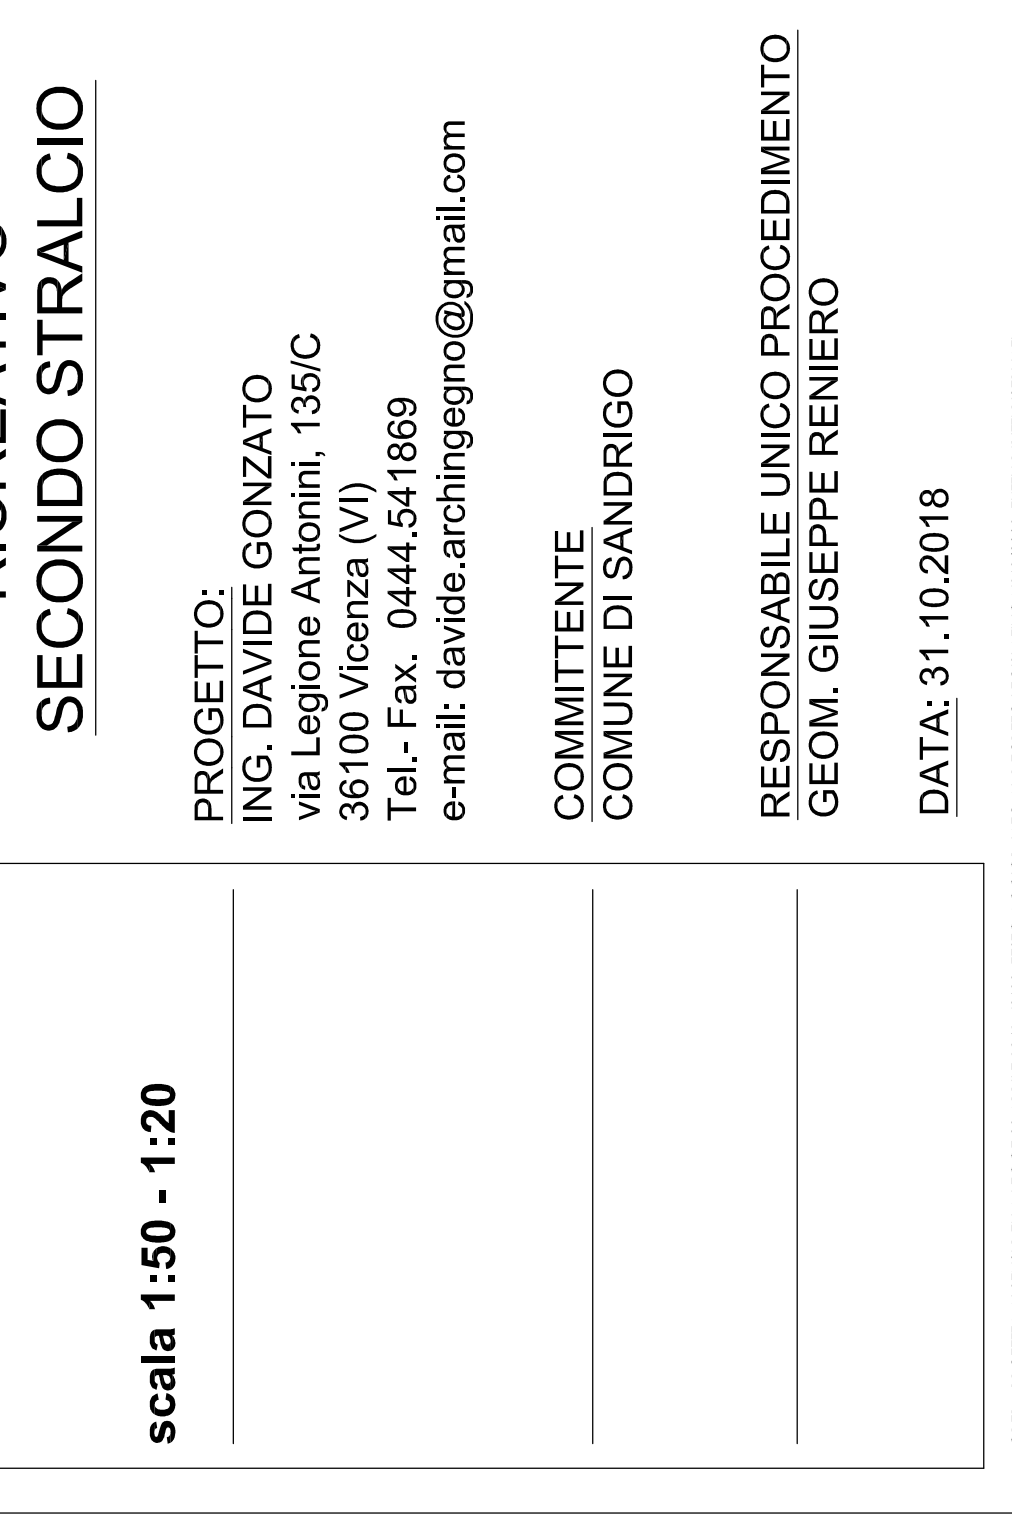 SECONDO STRALCIO
scala 1:50 - 1:20
PROGETTO:
ING. DAVIDE GONZATO
via Legione Antonini, 135/C
36100 Vicenza (VI)
Tel.- Fax. 0444.541869
e-mail: davide.archingegno@gmail.com
COMMITTENTE
COMUNE DI SANDRIGO
RESPONSABILE UNICO PROCEDIMENTO
GEOM. GIUSEPPE RENIERO
DATA: 31.10.2018